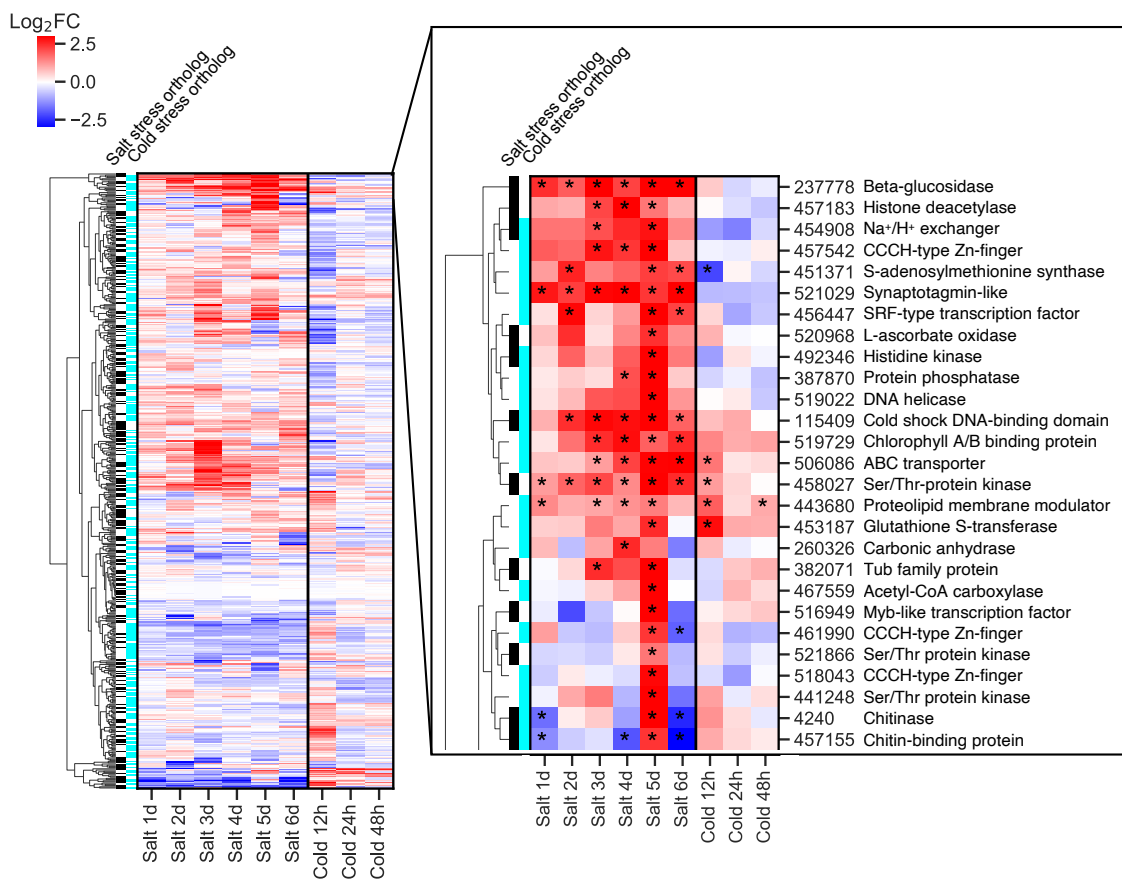 Log₂FC
2.5
0.0
−2.5
Salt stress ortholog
Cold stress ortholog
Salt stress ortholog
Cold stress ortholog
237778 Beta-glucosidase
457183 Histone deacetylase
454908 Na⁺/H⁺ exchanger
457542 CCCH-type Zn-finger
451371 S-adenosylmethionine synthase
521029 Synaptotagmin-like
456447 SRF-type transcription factor
520968 L-ascorbate oxidase
492346 Histidine kinase
387870 Protein phosphatase
519022 DNA helicase
115409 Cold shock DNA-binding domain
519729 Chlorophyll A/B binding protein
506086 ABC transporter
458027 Ser/Thr-protein kinase
443680 Proteolipid membrane modulator
453187 Glutathione S-transferase
260326 Carbonic anhydrase
382071 Tub family protein
467559 Acetyl-CoA carboxylase
516949 Myb-like transcription factor
461990 CCCH-type Zn-finger
521866 Ser/Thr protein kinase
518043 CCCH-type Zn-finger
441248 Ser/Thr protein kinase
4240 Chitinase
457155 Chitin-binding protein
Salt 1d
Salt 2d
Salt 3d
Salt 4d
Salt 5d
Salt 6d
Cold 12h
Cold 24h
Cold 48h
Salt 1d
Salt 2d
Salt 3d
Salt 4d
Salt 5d
Salt 6d
Cold 12h
Cold 24h
Cold 48h